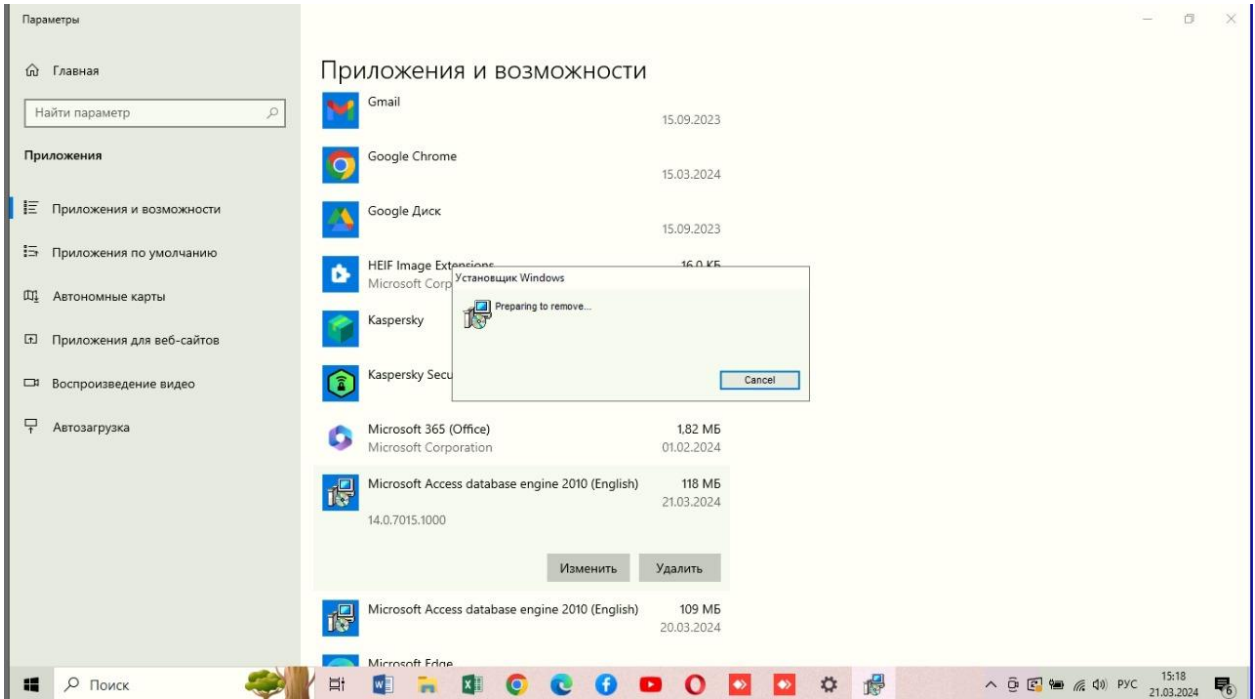 Параметры
Главная
Найти параметр
Приложения
Приложения и возможности
Приложения по умолчанию
Автономные карты
Приложения для веб-сайтов
Воспроизведение видео
Автозагрузка
Приложения и возможности
Gmail
15.09.2023
Google Chrome
15.03.2024
Google Диск
15.09.2023
HEIF Image Extensions 16,0 КБ
Microsoft Corp
Установщик Windows
Preparing to remove...
Cancel
Kaspersky
Kaspersky Secu
Microsoft 365 (Office) 1,82 МБ
Microsoft Corporation 01.02.2024
Microsoft Access database engine 2010 (English) 118 МБ
21.03.2024
14.0.7015.1000
Изменить Удалить
Microsoft Access database engine 2010 (English) 109 МБ
20.03.2024
Microsoft Edge
Поиск
РУС
15:18
21.03.2024
6